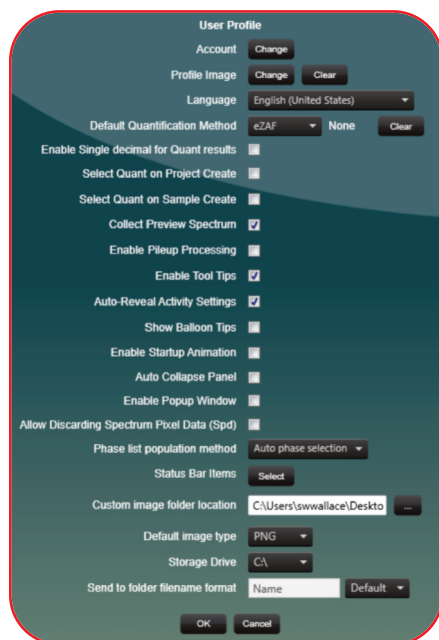 User Profile
Account Change
Profile Image Change Clear
Language English (United States)
Default Quantification Method eZAF None Clear
Enable Single decimal for Quant results
Select Quant on Project Create
Select Quant on Sample Create
Collect Preview Spectrum
Enable Pileup Processing
Enable Tool Tips
Auto-Reveal Activity Settings
Show Balloon Tips
Enable Startup Animation
Auto Collapse Panel
Enable Popup Window
Allow Discarding Spectrum Pixel Data (Spd)
Phase list population method Auto phase selection
Status Bar Items Select
Custom image folder location C:\Users\swwallace\Deskto ...
Default image type PNG
Storage Drive C:\
Send to folder filename format Name Default
OK Cancel